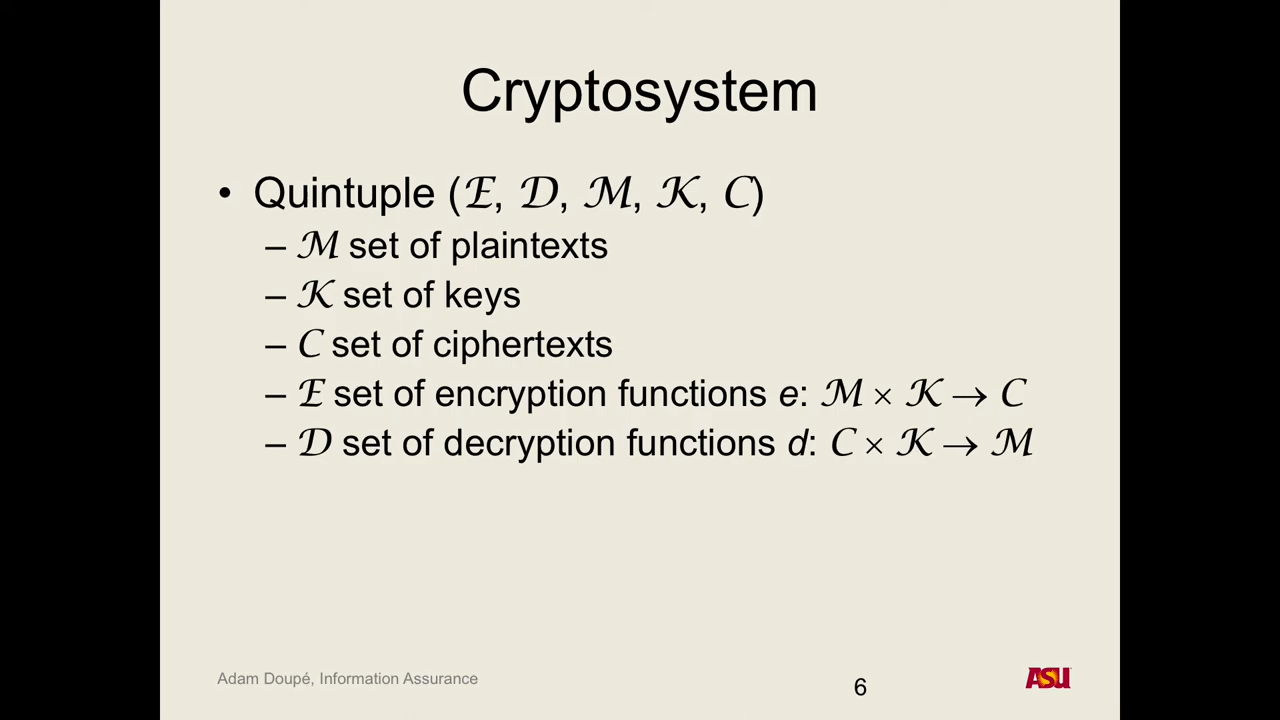 Cryptosystem
• Quintuple (ℰ, 𝒟, ℳ, 𝒦, 𝒞)
– ℳ set of plaintexts
– 𝒦 set of keys
– 𝒞 set of ciphertexts
– ℰ set of encryption functions e: ℳ × 𝒦 → 𝒞
– 𝒟 set of decryption functions d: 𝒞 × 𝒦 → ℳ
Adam Doupé, Information Assurance
6
ASU